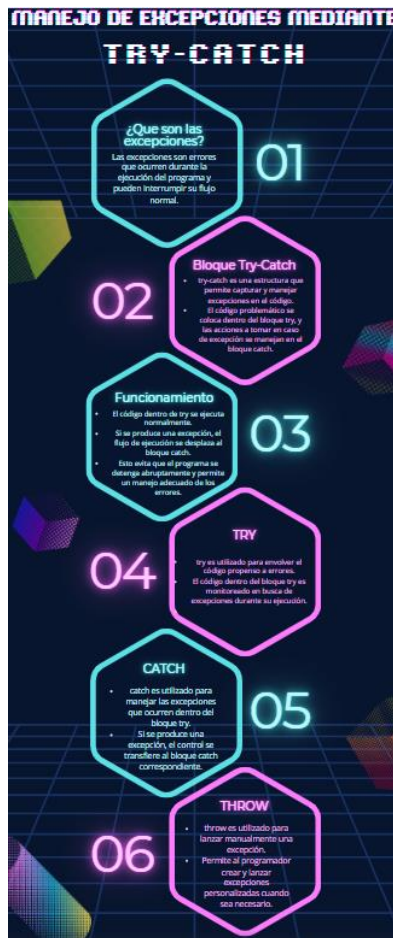 MANEJO DE EXCEPCIONES MEDIANTE
TRY-CATCH
¿Que son las
excepciones?
Las excepciones son errores
que ocurren durante la
ejecución del programa y
pueden interrumpir su flujo
normal.
01
Bloque Try-Catch
• try-catch es una estructura que
permite capturar y manejar
excepciones en el código.
• El código problemático se
coloca dentro del bloque try, y
las acciones a tomar en caso
de excepción se manejan en el
bloque catch.
02
Funcionamiento
• El código dentro de try se ejecuta
normalmente.
• Si se produce una excepción, el
flujo de ejecución se desplaza al
bloque catch.
• Esto evita que el programa se
detenga abruptamente y permite
un manejo adecuado de los
errores.
03
TRY
• try es utilizado para envolver el
código propenso a errores.
• El código dentro del bloque try es
monitoreado en busca de
excepciones durante su ejecución.
04
CATCH
• catch es utilizado para
manejar las excepciones
que ocurren dentro del
bloque try.
• Si se produce una
excepción, el control se
transfiere al bloque catch
correspondiente.
05
THROW
• throw es utilizado para
lanzar manualmente una
excepción.
• Permite al programador
crear y lanzar
excepciones
personalizadas cuando
sea necesario.
06